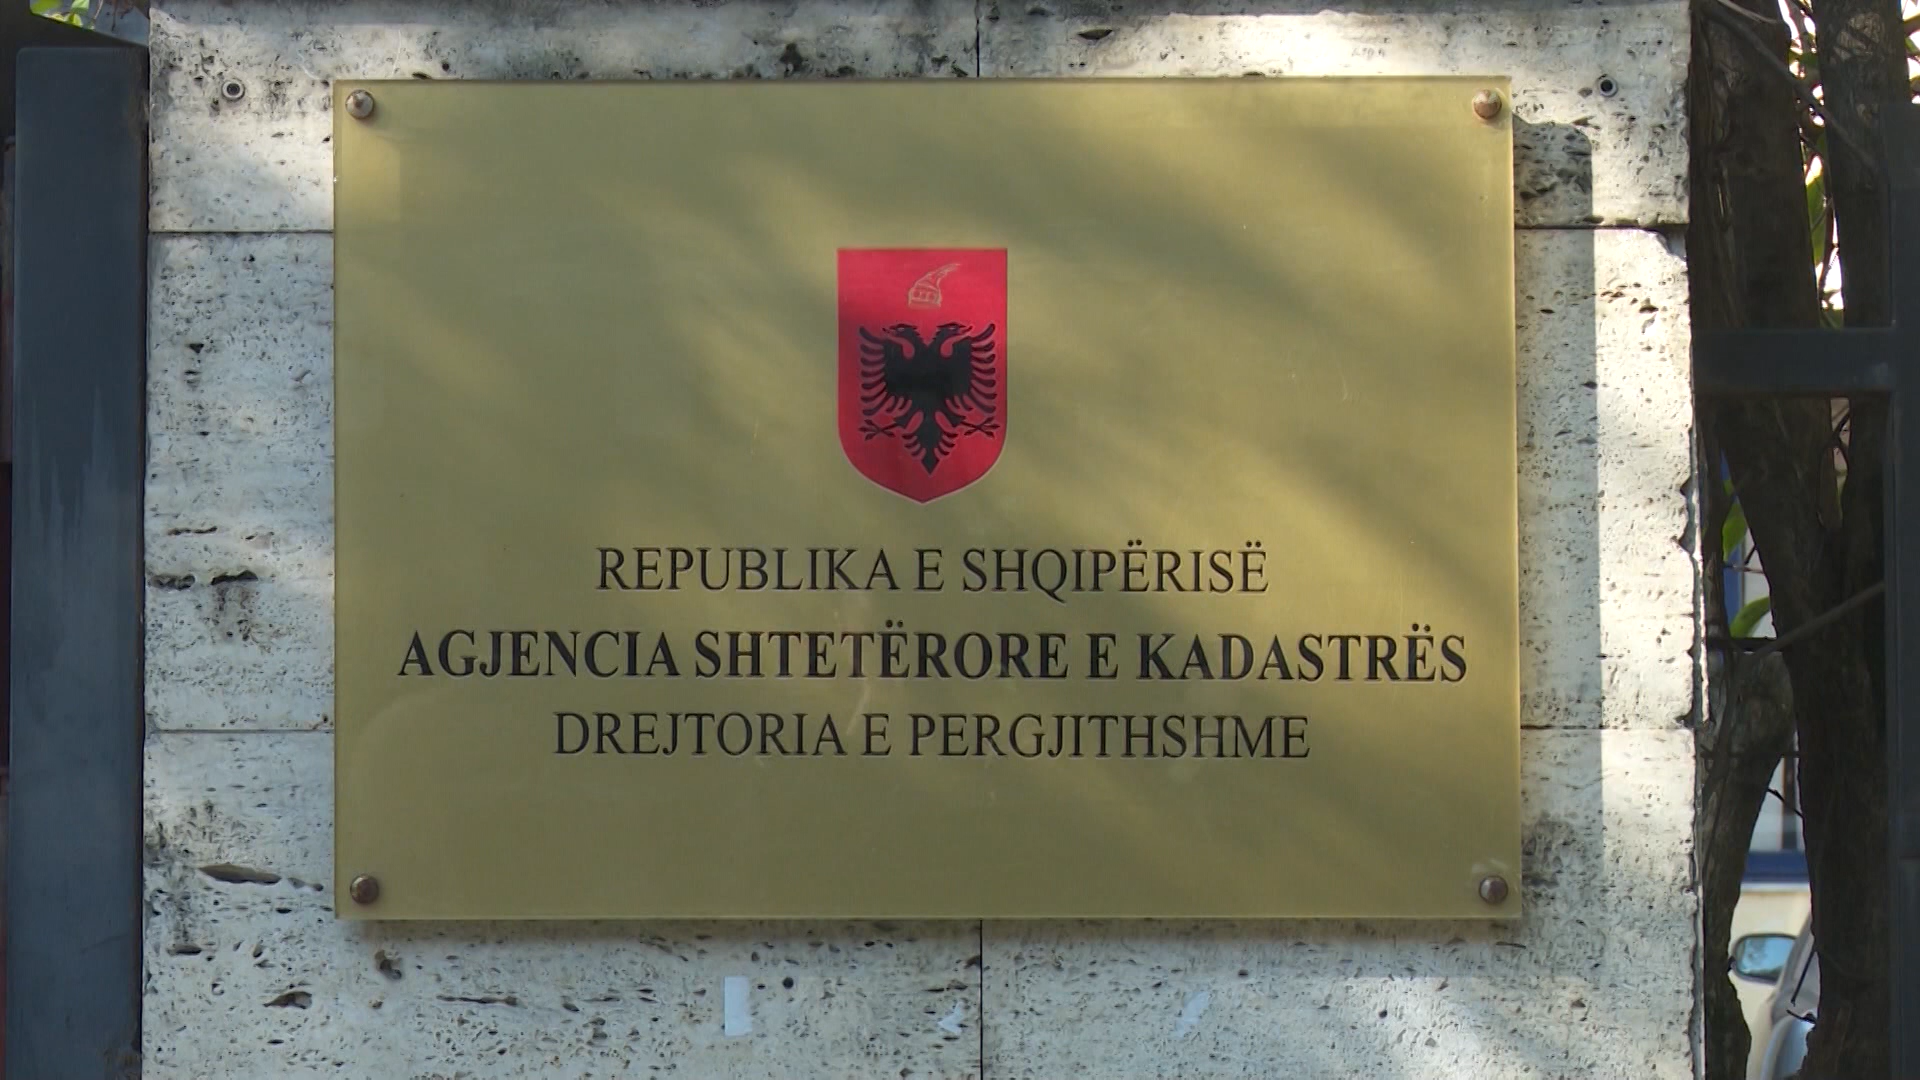 REPUBLIKA E SHQIPËRISË
AGJENCIA SHTETËRORE E KADASTRËS
DREJTORIA E PERGJITHSHME